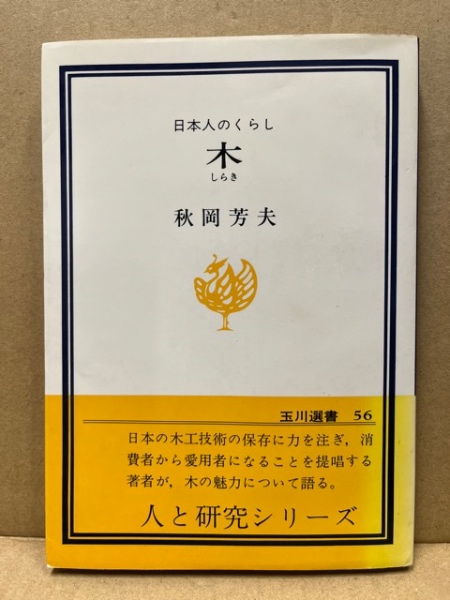 日本人のくらし
木
しらき
秋岡芳夫
玉川選書 56
日本の木工技術の保存に力を注ぎ，消
費者から愛用者になることを提唱する
著者が，木の魅力について語る。
人と研究シリーズ